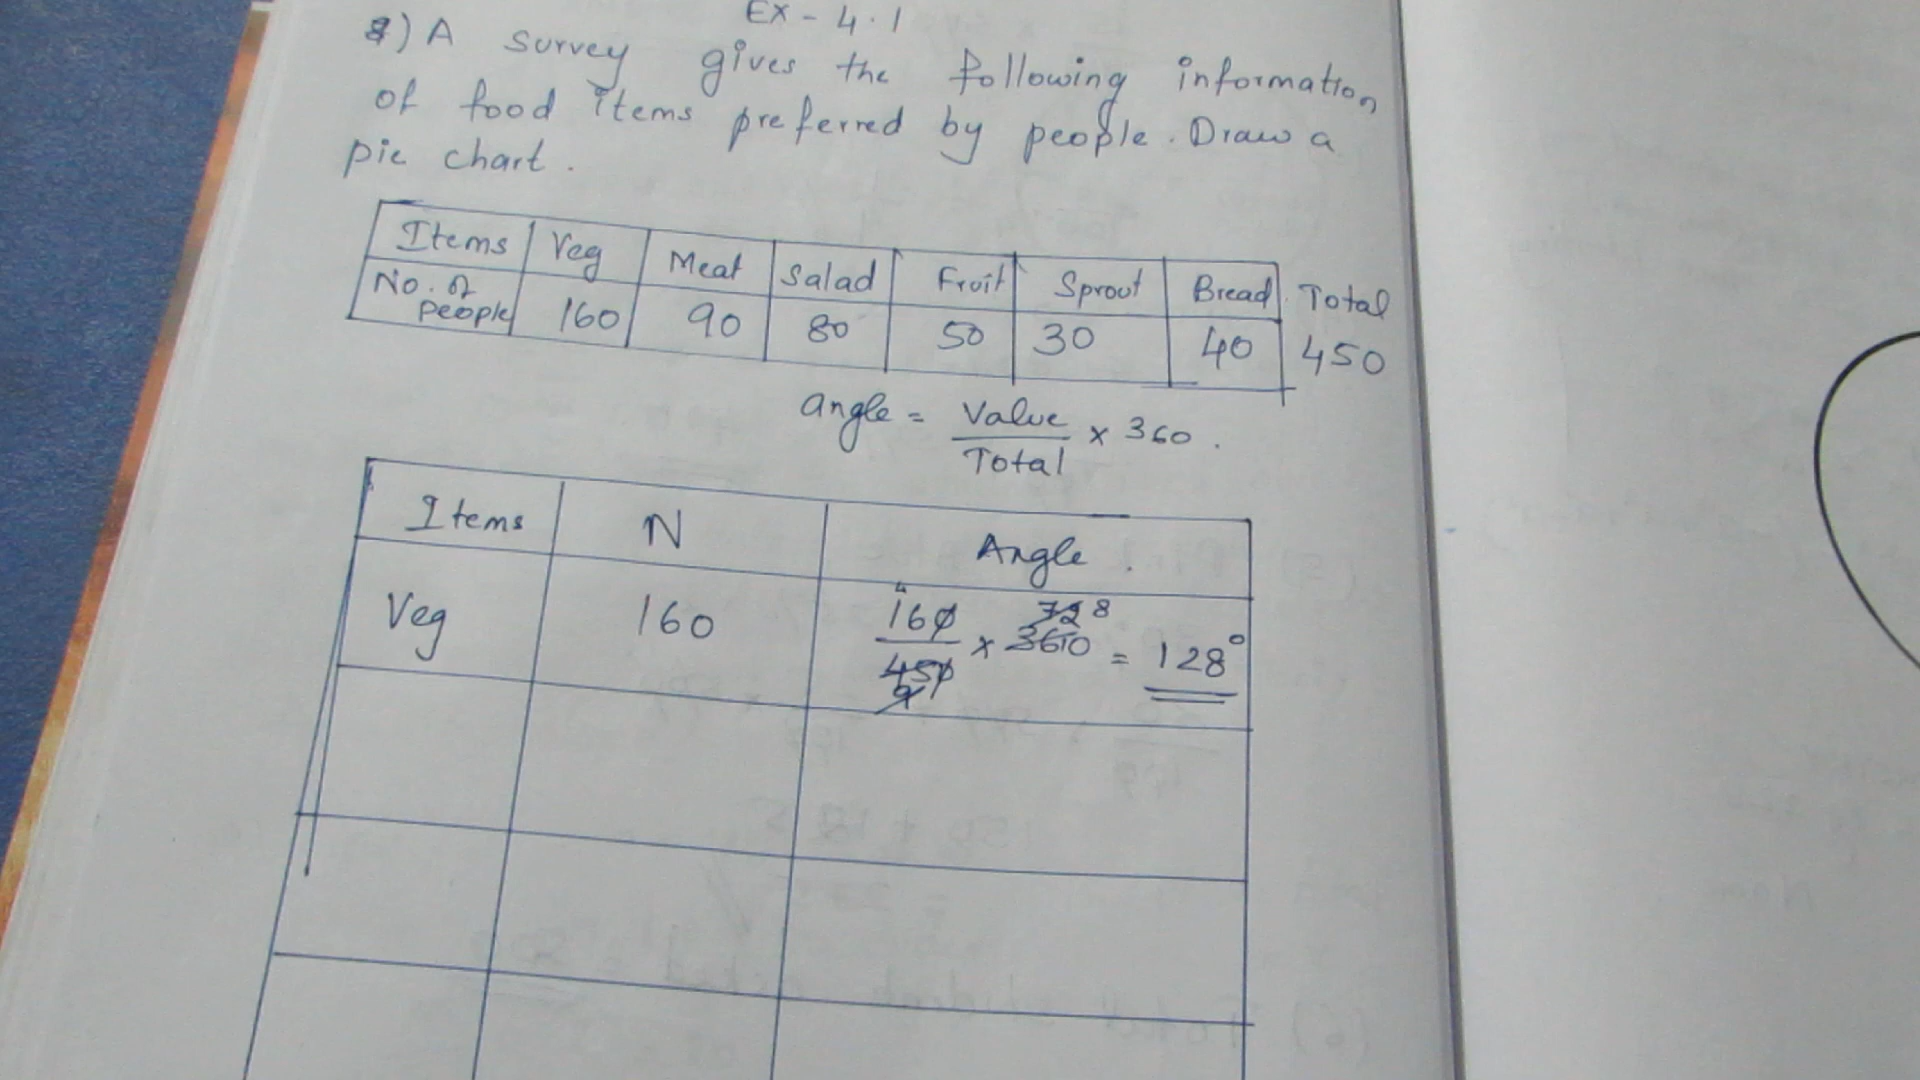 Ex - 4.1
8) A survey gives the following information
of food items preferred by people. Draw a
pie chart.
Items Veg Meat Salad Fruit Sprout Bread Total
No. of people 160 90 80 50 30 40 450
angle = Value / Total x 360.
Items N Angle.
Veg 160 160/450 x 360 = 128°